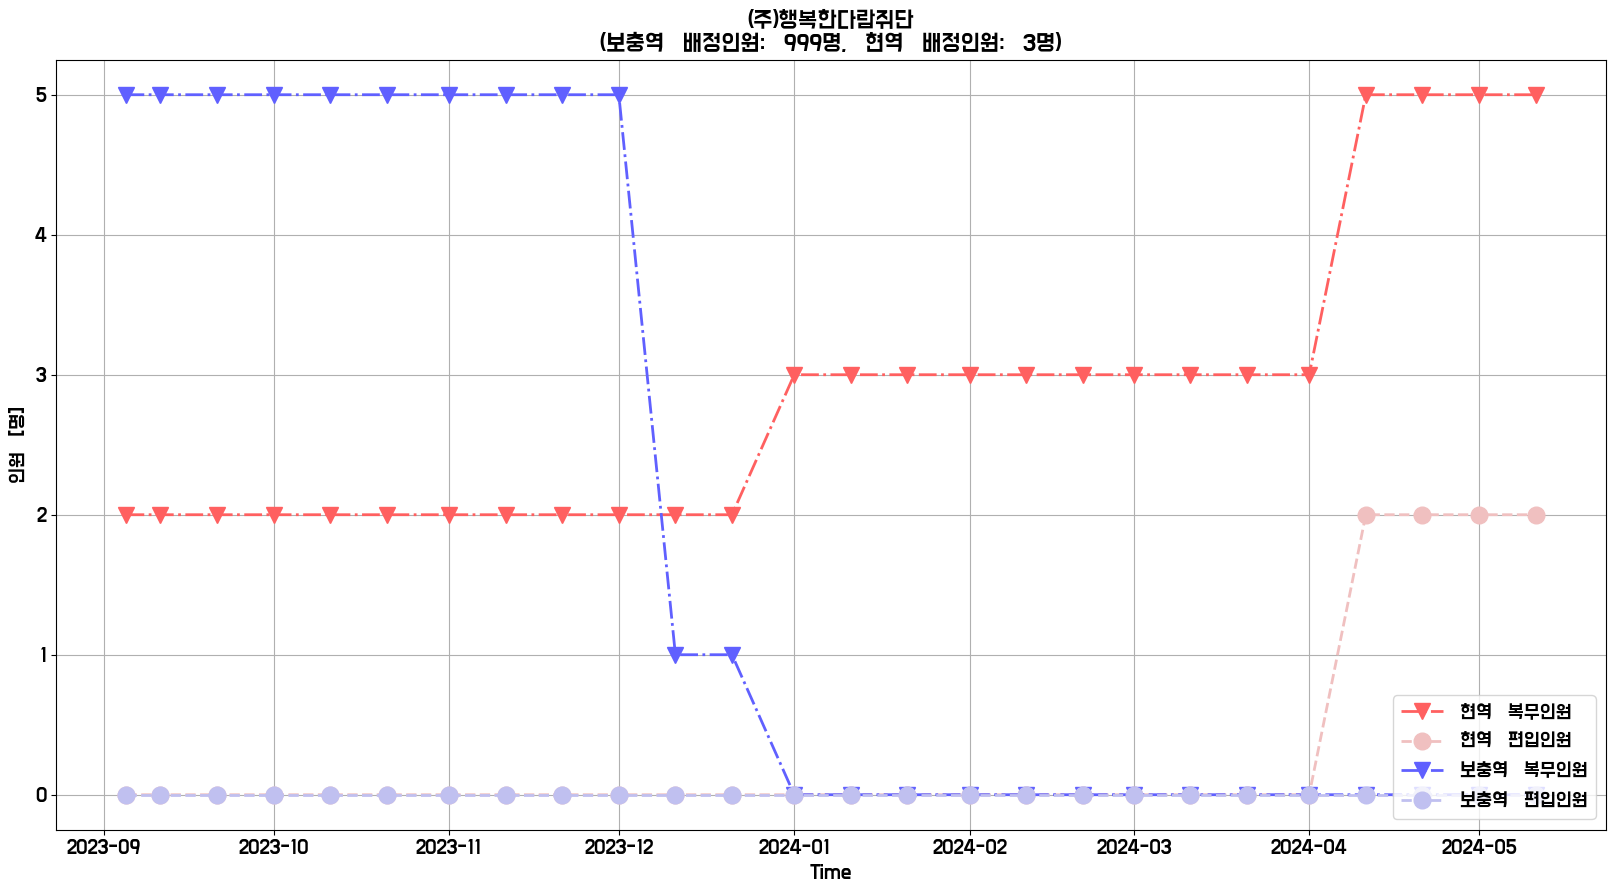 (주)행복한다람쥐단
(보충역 배정인원: 999명, 현역 배정인원: 3명)
인원 [명]
5
4
3
2
1
0
2023-09 2023-10 2023-11 2023-12 2024-01 2024-02 2024-03 2024-04 2024-05
Time
현역 복무인원
현역 편입인원
보충역 복무인원
보충역 편입인원